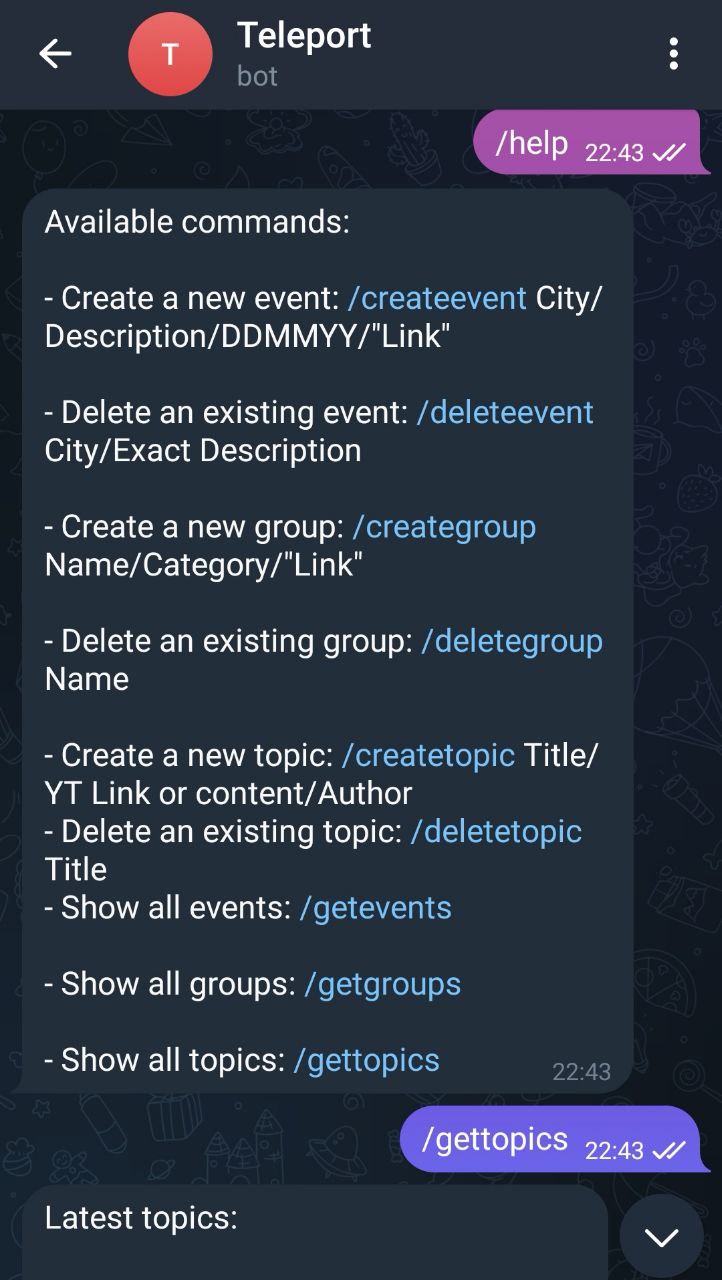 T
Teleport
bot
/help 22:43
Available commands:
- Create a new event: /createevent City/
Description/DDMMYY/"Link"
- Delete an existing event: /deleteevent
City/Exact Description
- Create a new group: /creategroup
Name/Category/"Link"
- Delete an existing group: /deletegroup
Name
- Create a new topic: /createtopic Title/
YT Link or content/Author
- Delete an existing topic: /deletetopic
Title
- Show all events: /getevents
- Show all groups: /getgroups
- Show all topics: /gettopics 22:43
/gettopics 22:43
Latest topics: